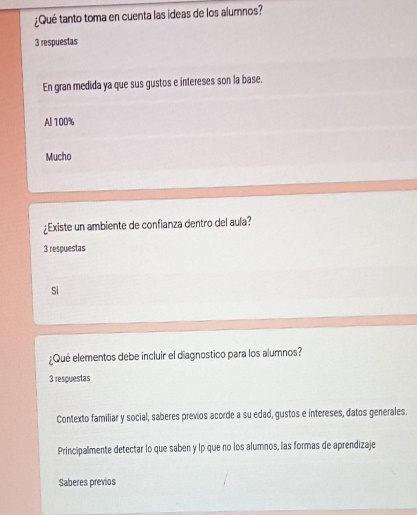 ¿Qué tanto toma en cuenta las ideas de los alumnos?
3 respuestas
En gran medida ya que sus gustos e intereses son la base.
Al 100%
Mucho
¿Existe un ambiente de confianza dentro del aula?
3 respuestas
Si
¿Qué elementos debe incluir el diagnostico para los alumnos?
3 respuestas
Contexto familiar y social, saberes previos acorde a su edad, gustos e intereses, datos generales.
Principalmente detectar lo que saben y lp que no los alumnos, las formas de aprendizaje
Saberes previos